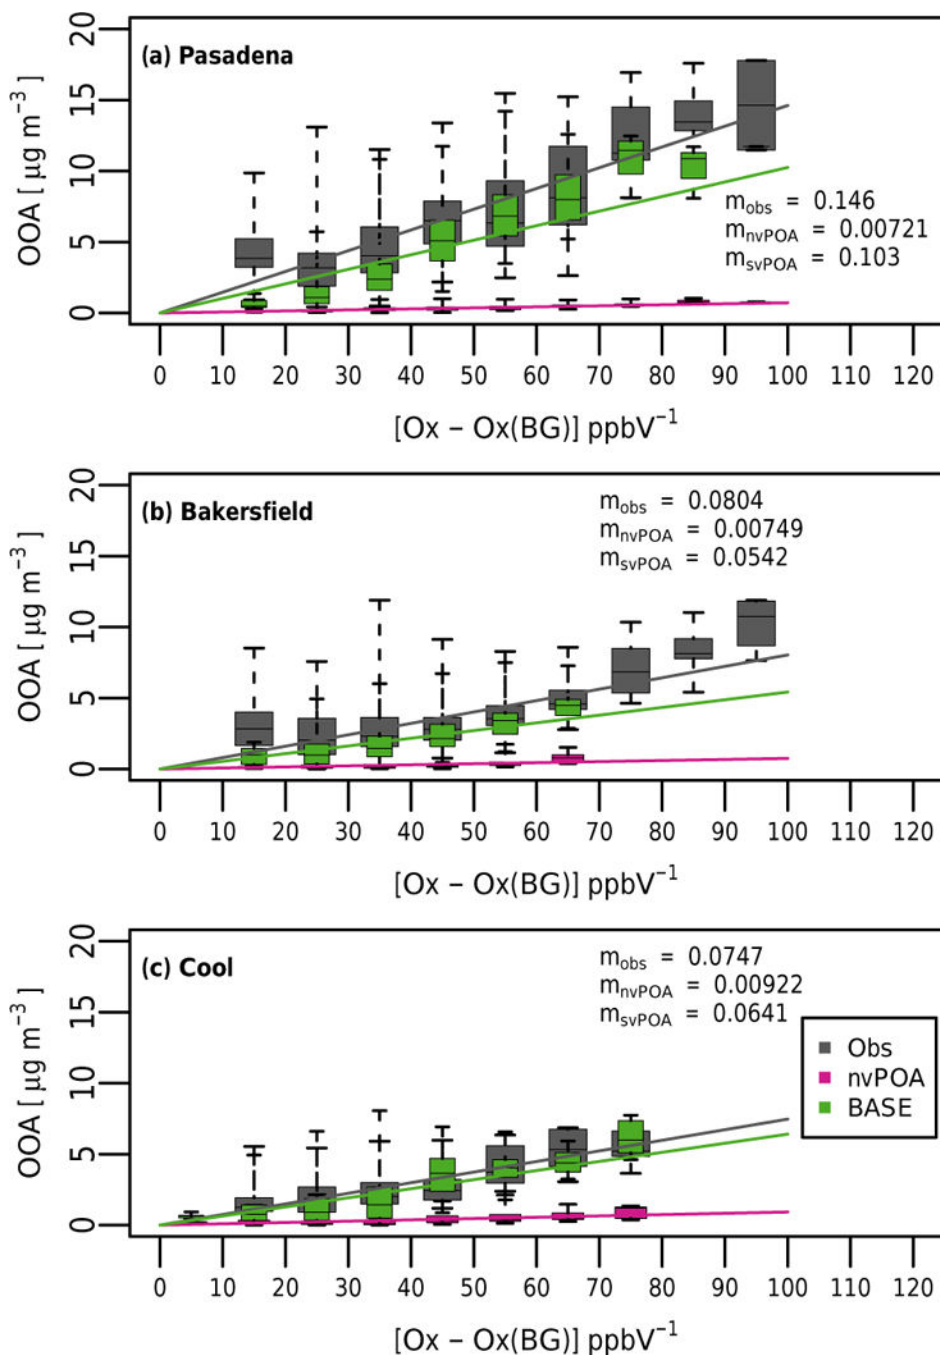 (a) Pasadena
OOA [ μg m⁻³]
20
15
10
5
0
m_obs = 0.146
m_nvPOA = 0.00721
m_svPOA = 0.103
0 10 20 30 40 50 60 70 80 90 100 110 120
[Ox − Ox(BG)] ppbV⁻¹
(b) Bakersfield
OOA [ μg m⁻³]
20
15
10
5
0
m_obs = 0.0804
m_nvPOA = 0.00749
m_svPOA = 0.0542
0 10 20 30 40 50 60 70 80 90 100 110 120
[Ox − Ox(BG)] ppbV⁻¹
(c) Cool
OOA [ μg m⁻³]
20
15
10
5
0
m_obs = 0.0747
m_nvPOA = 0.00922
m_svPOA = 0.0641
Obs
nvPOA
BASE
0 10 20 30 40 50 60 70 80 90 100 110 120
[Ox − Ox(BG)] ppbV⁻¹